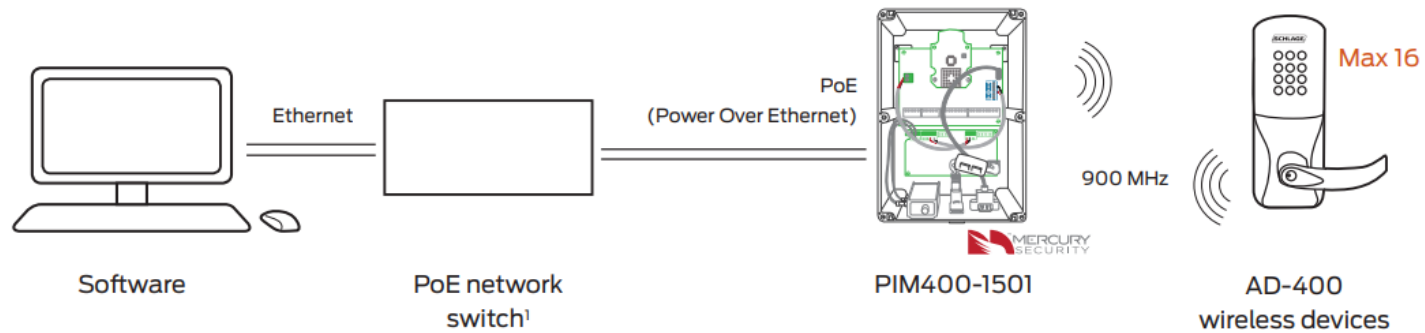 SCHLAGE
Max 16
PoE
Ethernet
(Power Over Ethernet)
900 MHz
MERCURY
SECURITY
Software
PoE network
switch¹
PIM400-1501
AD-400
wireless devices